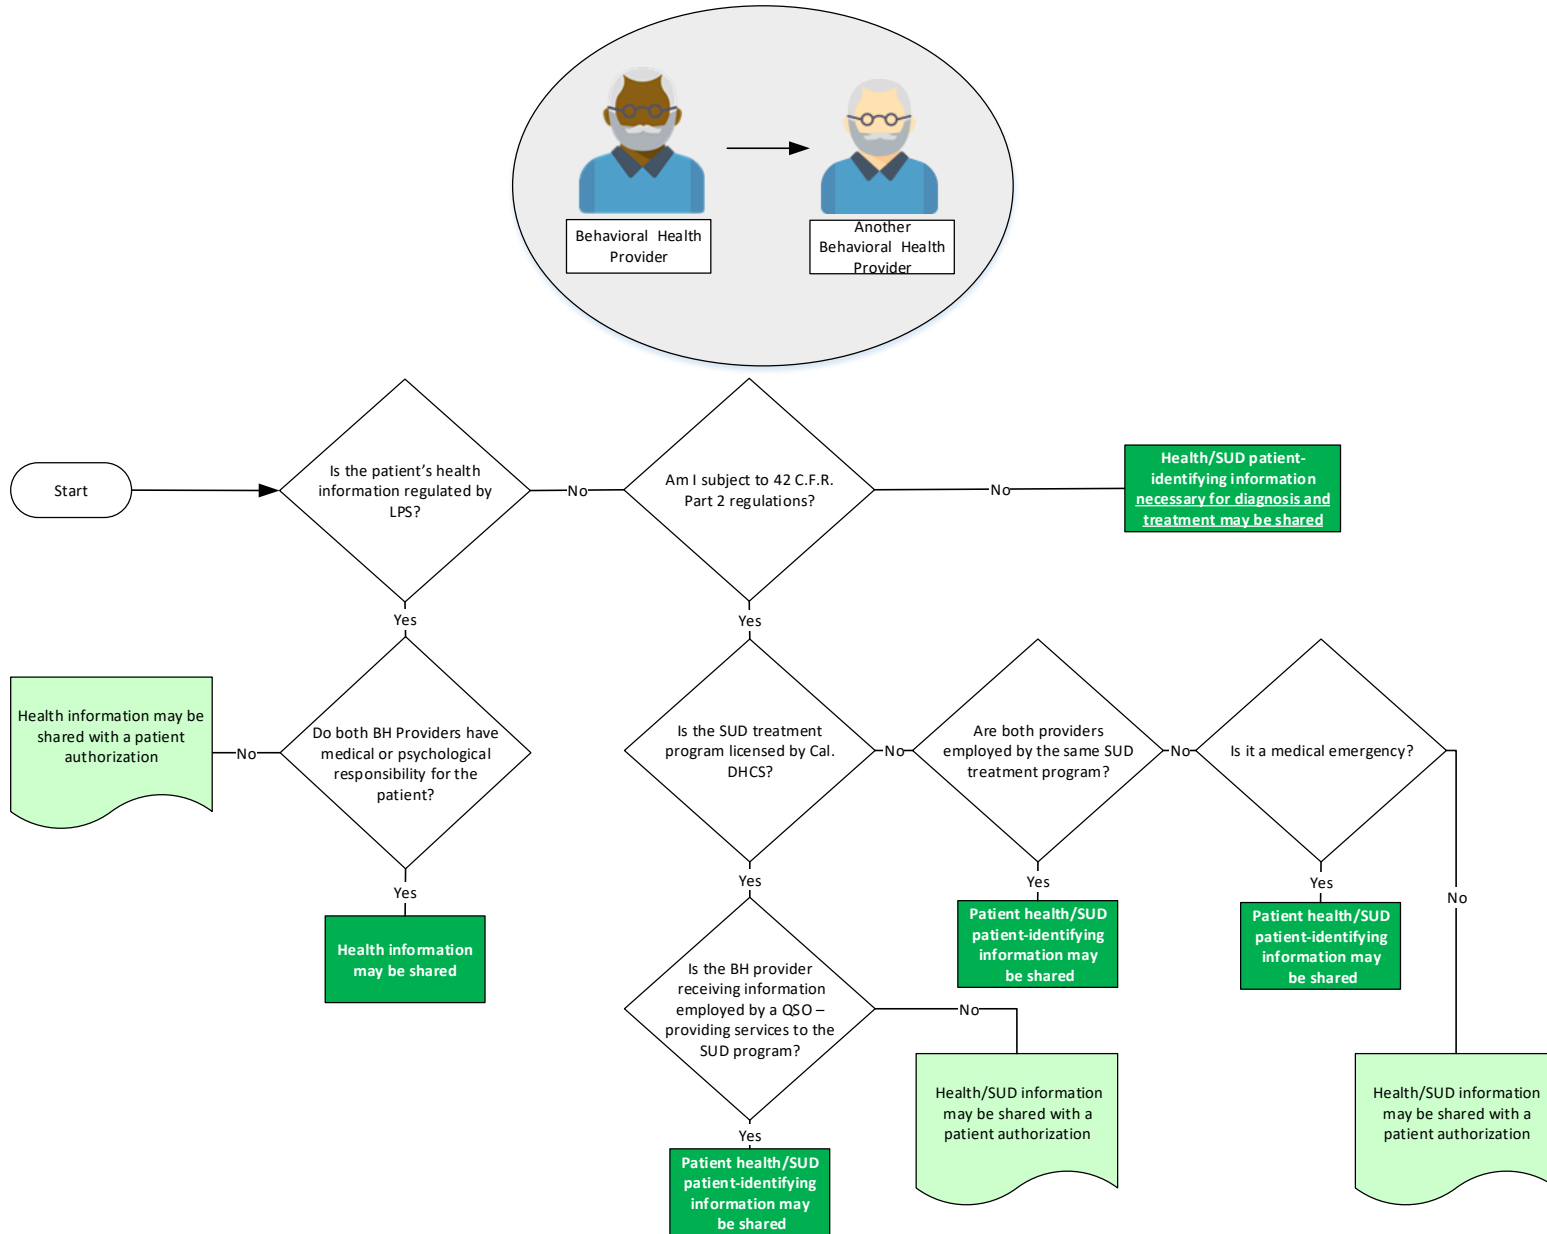 Behavioral Health
Provider
Another
Behavioral Health
Provider
Start
Is the patient's health
information regulated by
LPS?
No
Am I subject to 42 C.F.R.
Part 2 regulations?
No
Health/SUD patient-
identifying information
necessary for diagnosis and
treatment may be shared
Yes
Yes
Health information may be
shared with a patient
authorization
No
Do both BH Providers have
medical or psychological
responsibility for the
patient?
Is the SUD treatment
program licensed by Cal.
DHCS?
No
Are both providers
employed by the same SUD
treatment program?
No
Is it a medical emergency?
Yes
Yes
Yes
Yes
No
Health information
may be shared
Patient health/SUD
patient-identifying
information may
be shared
Patient health/SUD
patient-identifying
information may
be shared
Is the BH provider
receiving information
employed by a QSO –
providing services to the
SUD program?
No
Health/SUD information
may be shared with a
patient authorization
Health/SUD information
may be shared with a
patient authorization
Yes
Patient health/SUD
patient-identifying
information may
be shared